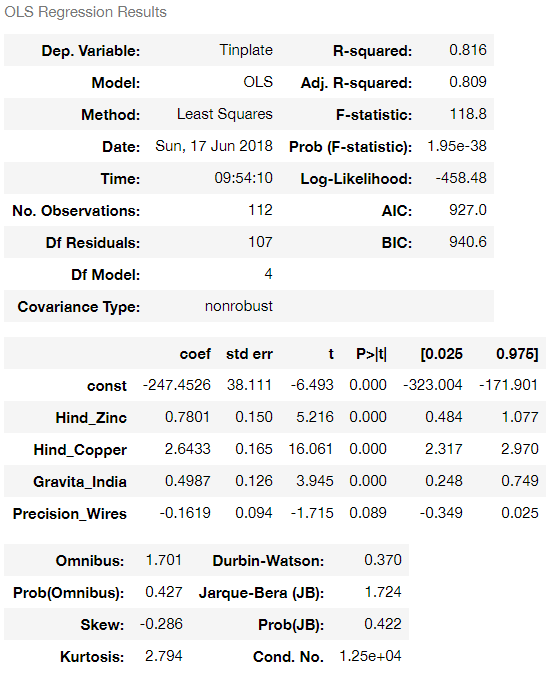 OLS Regression Results
Dep. Variable: Tinplate R-squared: 0.816
Model: OLS Adj. R-squared: 0.809
Method: Least Squares F-statistic: 118.8
Date: Sun, 17 Jun 2018 Prob (F-statistic): 1.95e-38
Time: 09:54:10 Log-Likelihood: -458.48
No. Observations: 112 AIC: 927.0
Df Residuals: 107 BIC: 940.6
Df Model: 4
Covariance Type: nonrobust
coef std err t P>|t| [0.025 0.975]
const -247.4526 38.111 -6.493 0.000 -323.004 -171.901
Hind_Zinc 0.7801 0.150 5.216 0.000 0.484 1.077
Hind_Copper 2.6433 0.165 16.061 0.000 2.317 2.970
Gravita_India 0.4987 0.126 3.945 0.000 0.248 0.749
Precision_Wires -0.1619 0.094 -1.715 0.089 -0.349 0.025
Omnibus: 1.701 Durbin-Watson: 0.370
Prob(Omnibus): 0.427 Jarque-Bera (JB): 1.724
Skew: -0.286 Prob(JB): 0.422
Kurtosis: 2.794 Cond. No. 1.25e+04